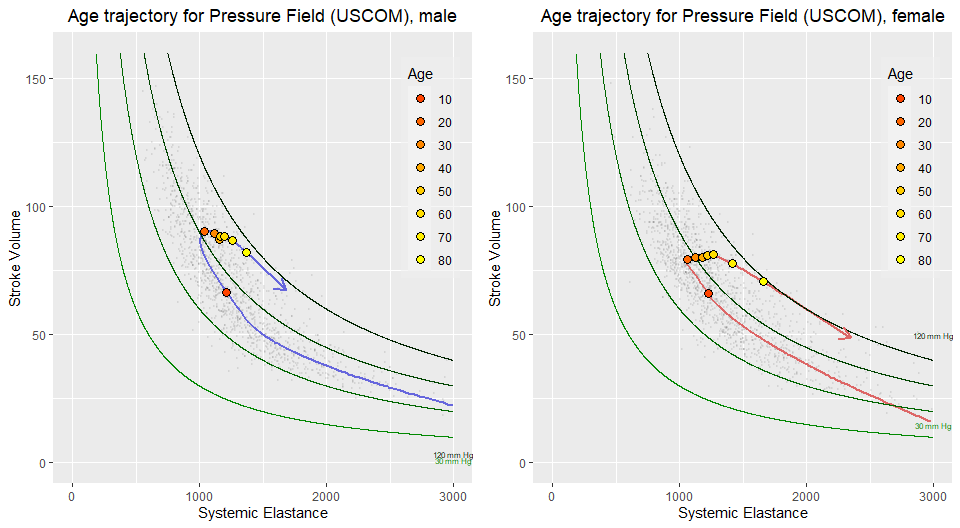 Age trajectory for Pressure Field (USCOM), male
Stroke Volume
150
100
50
0
Age
10
20
30
40
50
60
70
80
120 mm Hg
30 mm Hg
0
1000
2000
3000
Systemic Elastance
Age trajectory for Pressure Field (USCOM), female
Stroke Volume
150
100
50
0
Age
10
20
30
40
50
60
70
80
120 mm Hg
30 mm Hg
0
1000
2000
3000
Systemic Elastance